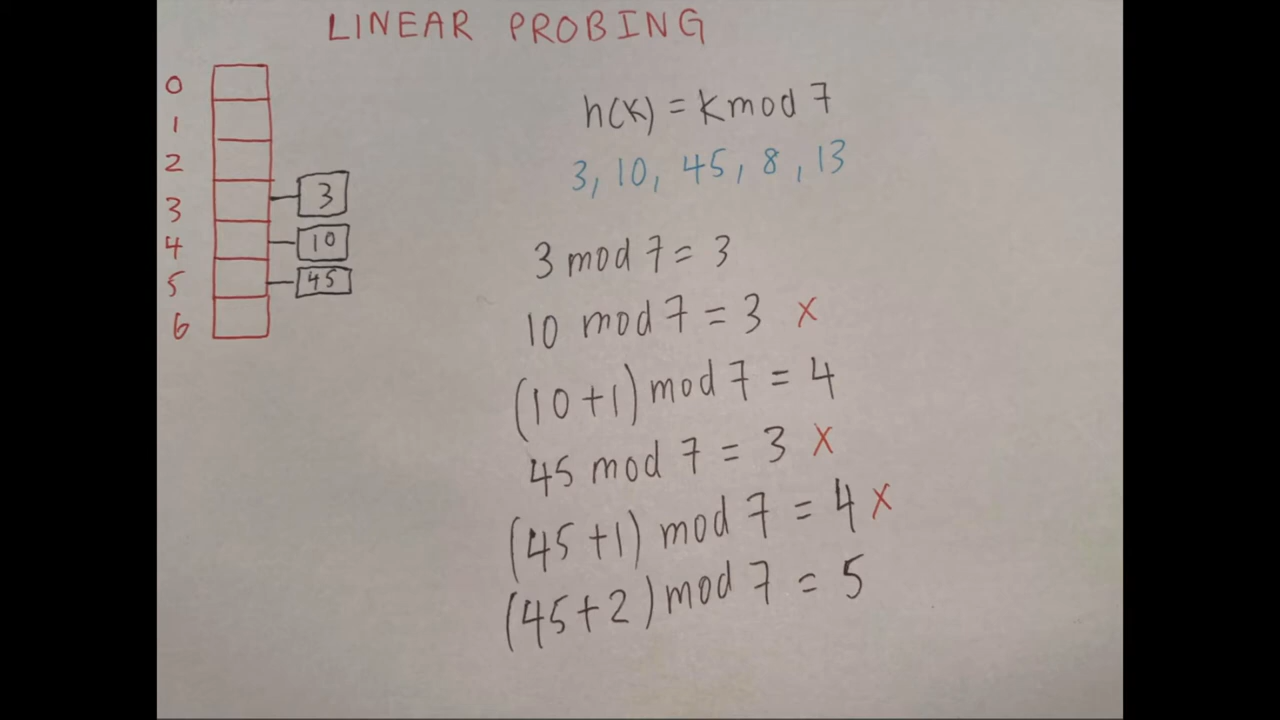 LINEAR PROBING
h(k) = k mod 7
3, 10, 45, 8, 13
0
1
2
3 3
4 10
5 45
6
3 mod 7 = 3
10 mod 7 = 3 x
(10+1) mod 7 = 4
45 mod 7 = 3 x
(45+1) mod 7 = 4 x
(45+2) mod 7 = 5